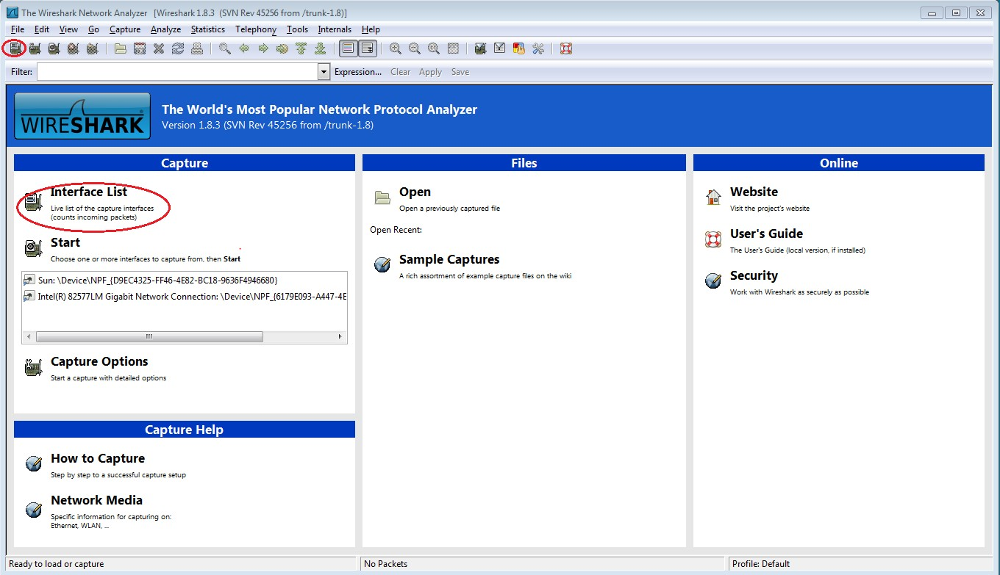 The Wireshark Network Analyzer [Wireshark 1.8.3 (SVN Rev 45256 from /trunk-1.8)]
File Edit View Go Capture Analyze Statistics Telephony Tools Internals Help
Filter: Expression... Clear Apply Save
WIRESHARK
The World's Most Popular Network Protocol Analyzer
Version 1.8.3 (SVN Rev 45256 from /trunk-1.8)
Capture
Interface List
Live list of the capture interfaces
(counts incoming packets)
Start
Choose one or more interfaces to capture from, then Start
Sun: \Device\NPF_{D9EC4325-FF46-4E82-BC18-9636F4946680}
Intel(R) 82577LM Gigabit Network Connection: \Device\NPF_{6179E093-A447-4E
Capture Options
Start a capture with detailed options
Capture Help
How to Capture
Step by step to a successful capture setup
Network Media
Specific information for capturing on:
Ethernet, WLAN, ...
Files
Open
Open a previously captured file
Open Recent:
Sample Captures
A rich assortment of example capture files on the wiki
Online
Website
Visit the project's website
User's Guide
The User's Guide (local version, if installed)
Security
Work with Wireshark as securely as possible
Ready to load or capture
No Packets
Profile: Default